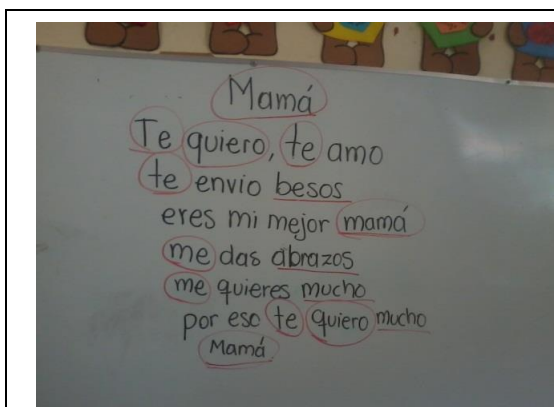 Mamá
Te quiero, te amo
te envio besos
eres mi mejor mamá
me das abrazos
me quieres mucho
por eso te quiero mucho
Mamá